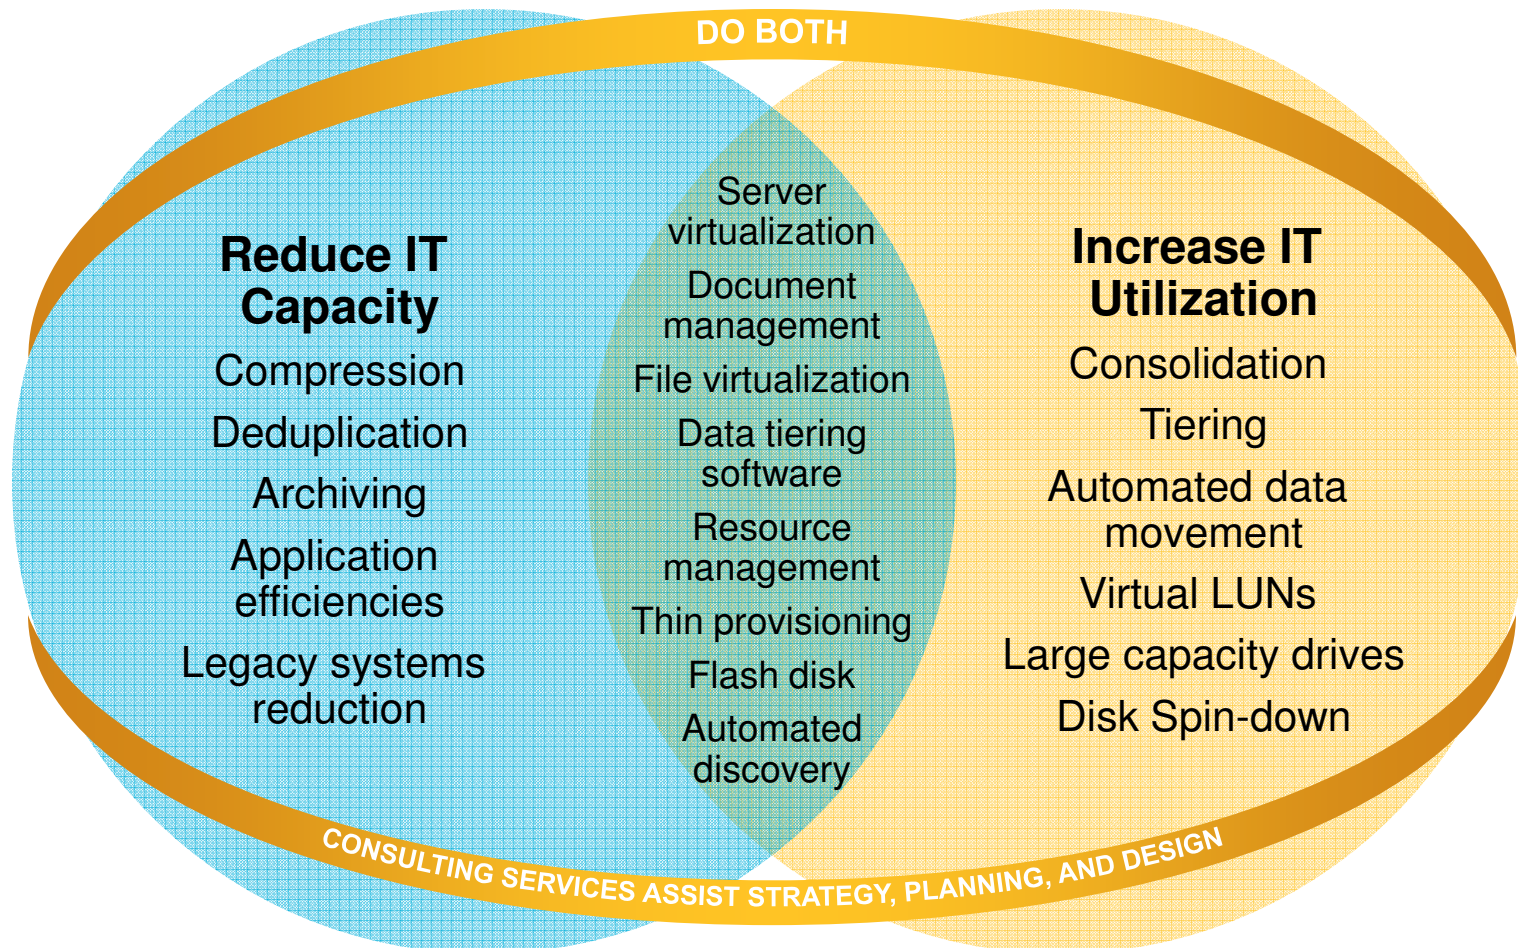 DO BOTH
Reduce IT
Capacity
Compression
Deduplication
Archiving
Application
efficiencies
Legacy systems
reduction
Server
virtualization
Document
management
File virtualization
Data tiering
software
Resource
management
Thin provisioning
Flash disk
Automated
discovery
Increase IT
Utilization
Consolidation
Tiering
Automated data
movement
Virtual LUNs
Large capacity drives
Disk Spin-down
CONSULTING SERVICES ASSIST STRATEGY, PLANNING, AND DESIGN